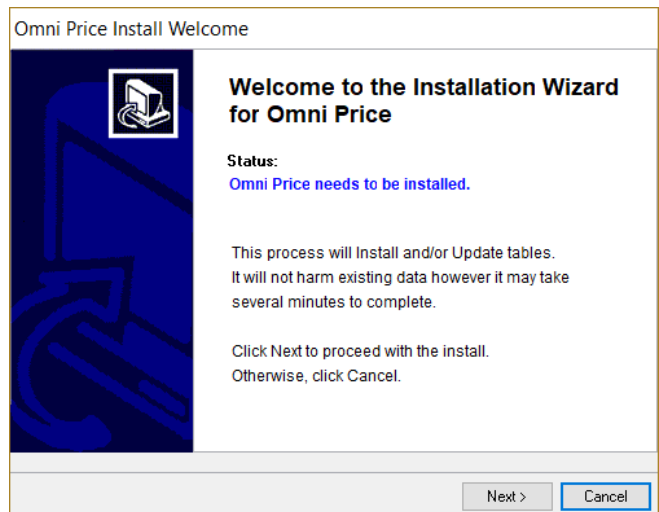 Omni Price Install Welcome
Welcome to the Installation Wizard
for Omni Price
Status:
Omni Price needs to be installed.
This process will Install and/or Update tables.
It will not harm existing data however it may take
several minutes to complete.
Click Next to proceed with the install.
Otherwise, click Cancel.
Next >
Cancel